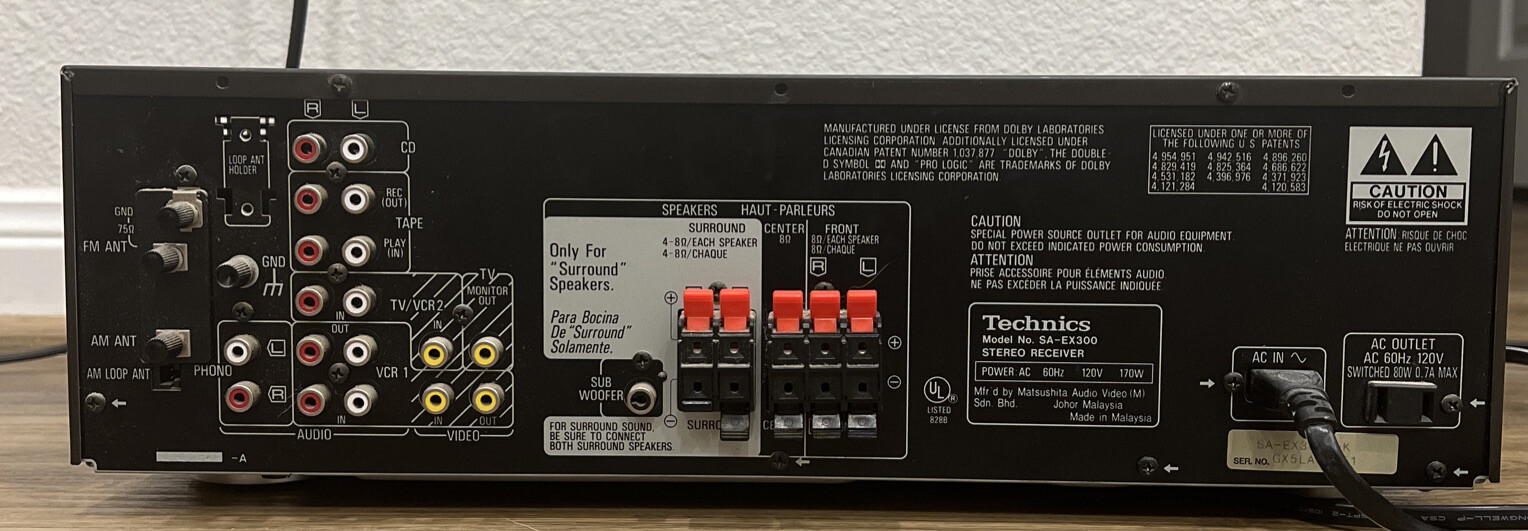 R L
CD
LOOP ANT
HOLDER
REC
(OUT)
TAPE
PLAY
(IN)
GND
75Ω
FM ANT
GND
TV/VCR2
IN
IN
TV
MONITOR
OUT
AM ANT
AM LOOP ANT
PHONO
L
R
OUT
VCR 1
IN
IN
OUT
AUDIO
VIDEO
-A
SPEAKERS HAUT-PARLEURS
SURROUND
4-8Ω/EACH SPEAKER
4-8Ω/CHAQUE
CENTER
8Ω
FRONT
8Ω/EACH SPEAKER
8Ω/CHAQUE
R L
Only For
"Surround"
Speakers.
Para Bocina
De "Surround"
Solamente.
+
+
−
−
SUB
WOOFER
FOR SURROUND SOUND,
BE SURE TO CONNECT
BOTH SURROUND SPEAKERS.
MANUFACTURED UNDER LICENSE FROM DOLBY LABORATORIES
LICENSING CORPORATION. ADDITIONALLY LICENSED UNDER
CANADIAN PATENT NUMBER 1,037,877. "DOLBY", THE DOUBLE-
D SYMBOL AND "PRO LOGIC" ARE TRADEMARKS OF DOLBY
LABORATORIES LICENSING CORPORATION.
LICENSED UNDER ONE OR MORE OF
THE FOLLOWING U.S. PATENTS
4,954,951 4,942,516 4,896,260
4,829,419 4,825,364 4,686,622
4,531,182 4,396,976 4,371,923
4,121,284 4,120,583
CAUTION
RISK OF ELECTRIC SHOCK
DO NOT OPEN
ATTENTION: RISQUE DE CHOC
ELECTRIQUE NE PAS OUVRIR
CAUTION
SPECIAL POWER SOURCE OUTLET FOR AUDIO EQUIPMENT.
DO NOT EXCEED INDICATED POWER CONSUMPTION.
ATTENTION
PRISE ACCESSOIRE POUR ÉLÉMENTS AUDIO.
NE PAS EXCÉDER LA PUISSANCE INDIQUÉE.
Technics
Model No. SA-EX300
STEREO RECEIVER
POWER: AC 60Hz 120V 170W
Mfr'd by Matsushita Audio Video (M)
Sdn. Bhd. Johor Malaysia
Made in Malaysia
UL®
LISTED
828B
AC IN ~
AC OUTLET
AC 60Hz 120V
SWITCHED 80W 0.7A MAX
SER. NO.